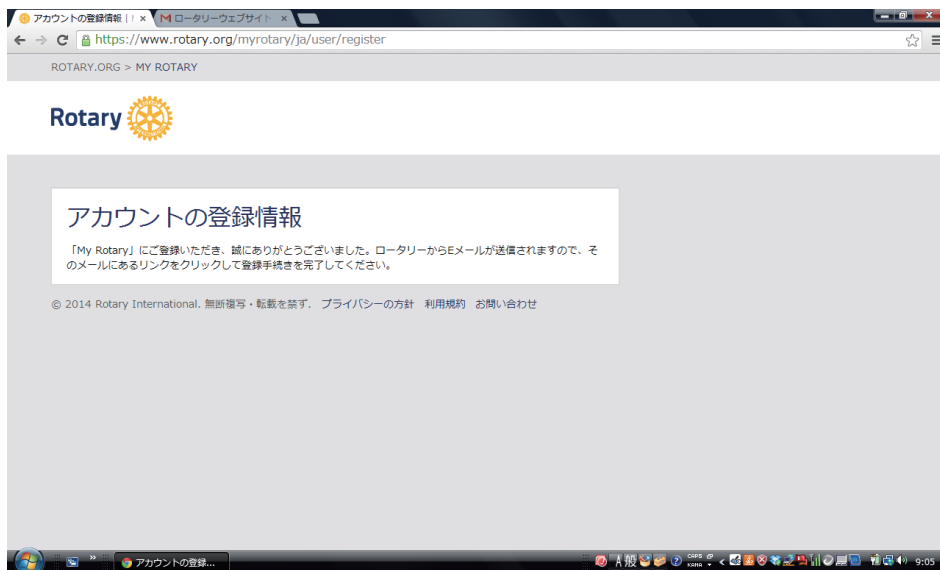 アカウントの登録情報 | !
ロータリーウェブサイト
https://www.rotary.org/myrotary/ja/user/register
ROTARY.ORG > MY ROTARY
Rotary
アカウントの登録情報
「My Rotary」にご登録いただき、誠にありがとうございました。ロータリーからEメールが送信されますので、そ
のメールにあるリンクをクリックして登録手続きを完了してください。
© 2014 Rotary International. 無断複写・転載を禁ず. プライバシーの方針 利用規約 お問い合わせ
アカウントの登録...
A 般 CAPS KANA 9:05